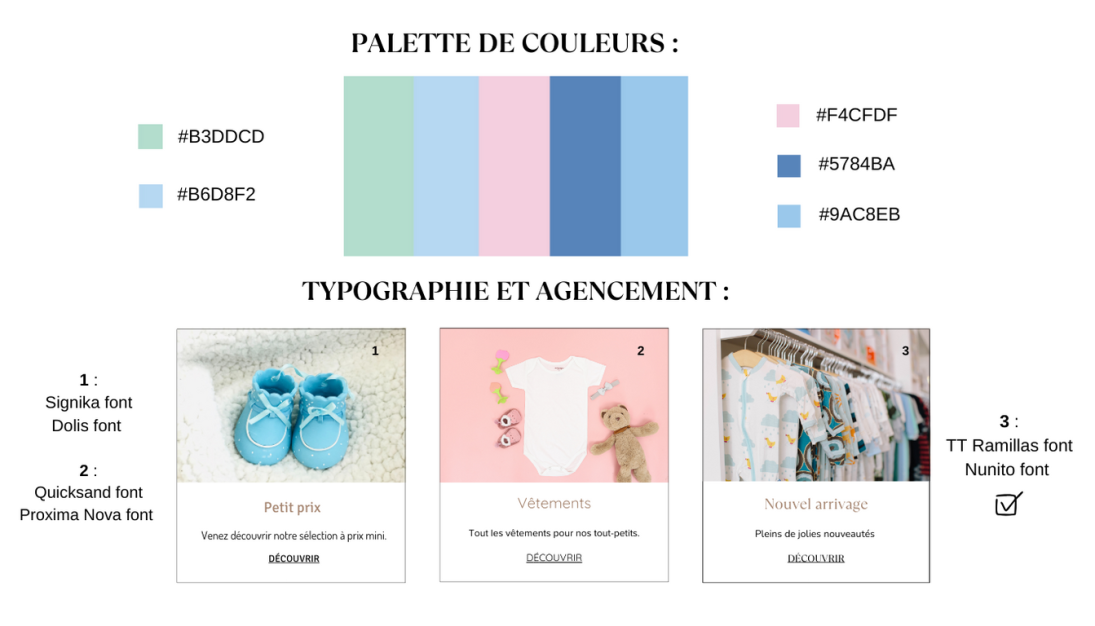 PALETTE DE COULEURS :
#B3DDCD
#B6D8F2
#F4CFDF
#5784BA
#9AC8EB
TYPOGRAPHIE ET AGENCEMENT :
1 :
Signika font
Dolis font
2 :
Quicksand font
Proxima Nova font
1
Petit prix
Venez découvrir notre sélection à prix mini.
DÉCOUVRIR
2
Vêtements
Tout les vêtements pour nos tout-petits.
DÉCOUVRIR
3
Nouvel arrivage
Pleins de jolies nouveautés
DÉCOUVRIR
3 :
TT Ramillas font
Nunito font